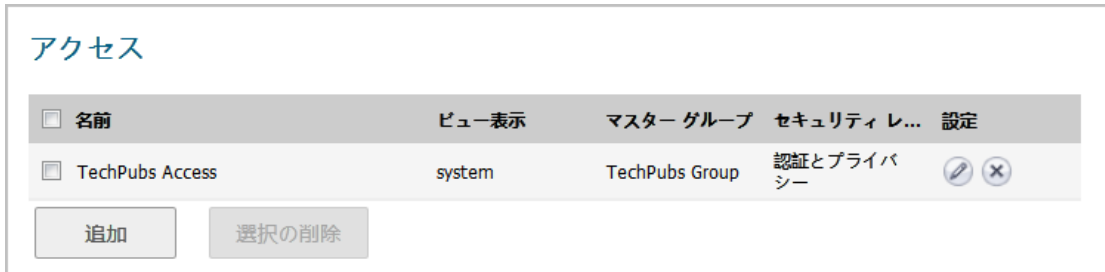 アクセス
名前 ビュー表示 マスター グループ セキュリティ レ... 設定
TechPubs Access system TechPubs Group 認証とプライバシー
追加 選択の削除